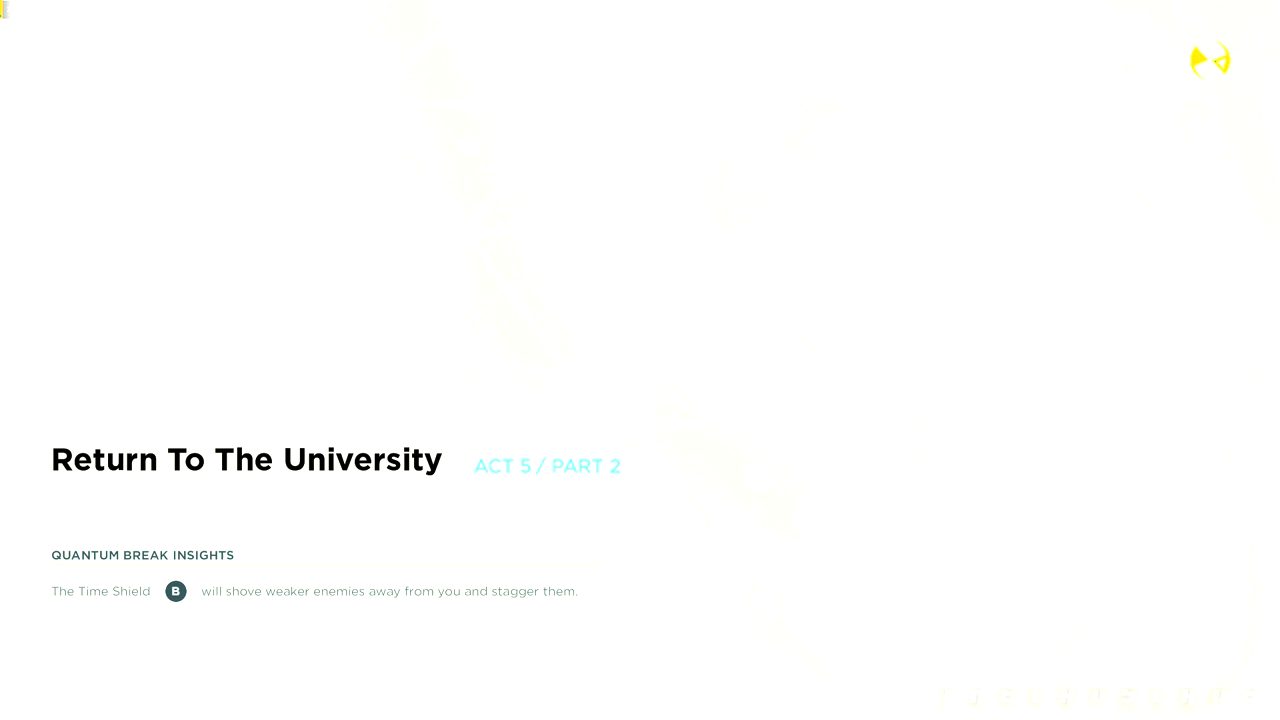 Return To The University ACT 5 / PART 2
QUANTUM BREAK INSIGHTS
The Time Shield B will shove weaker enemies away from you and stagger them.